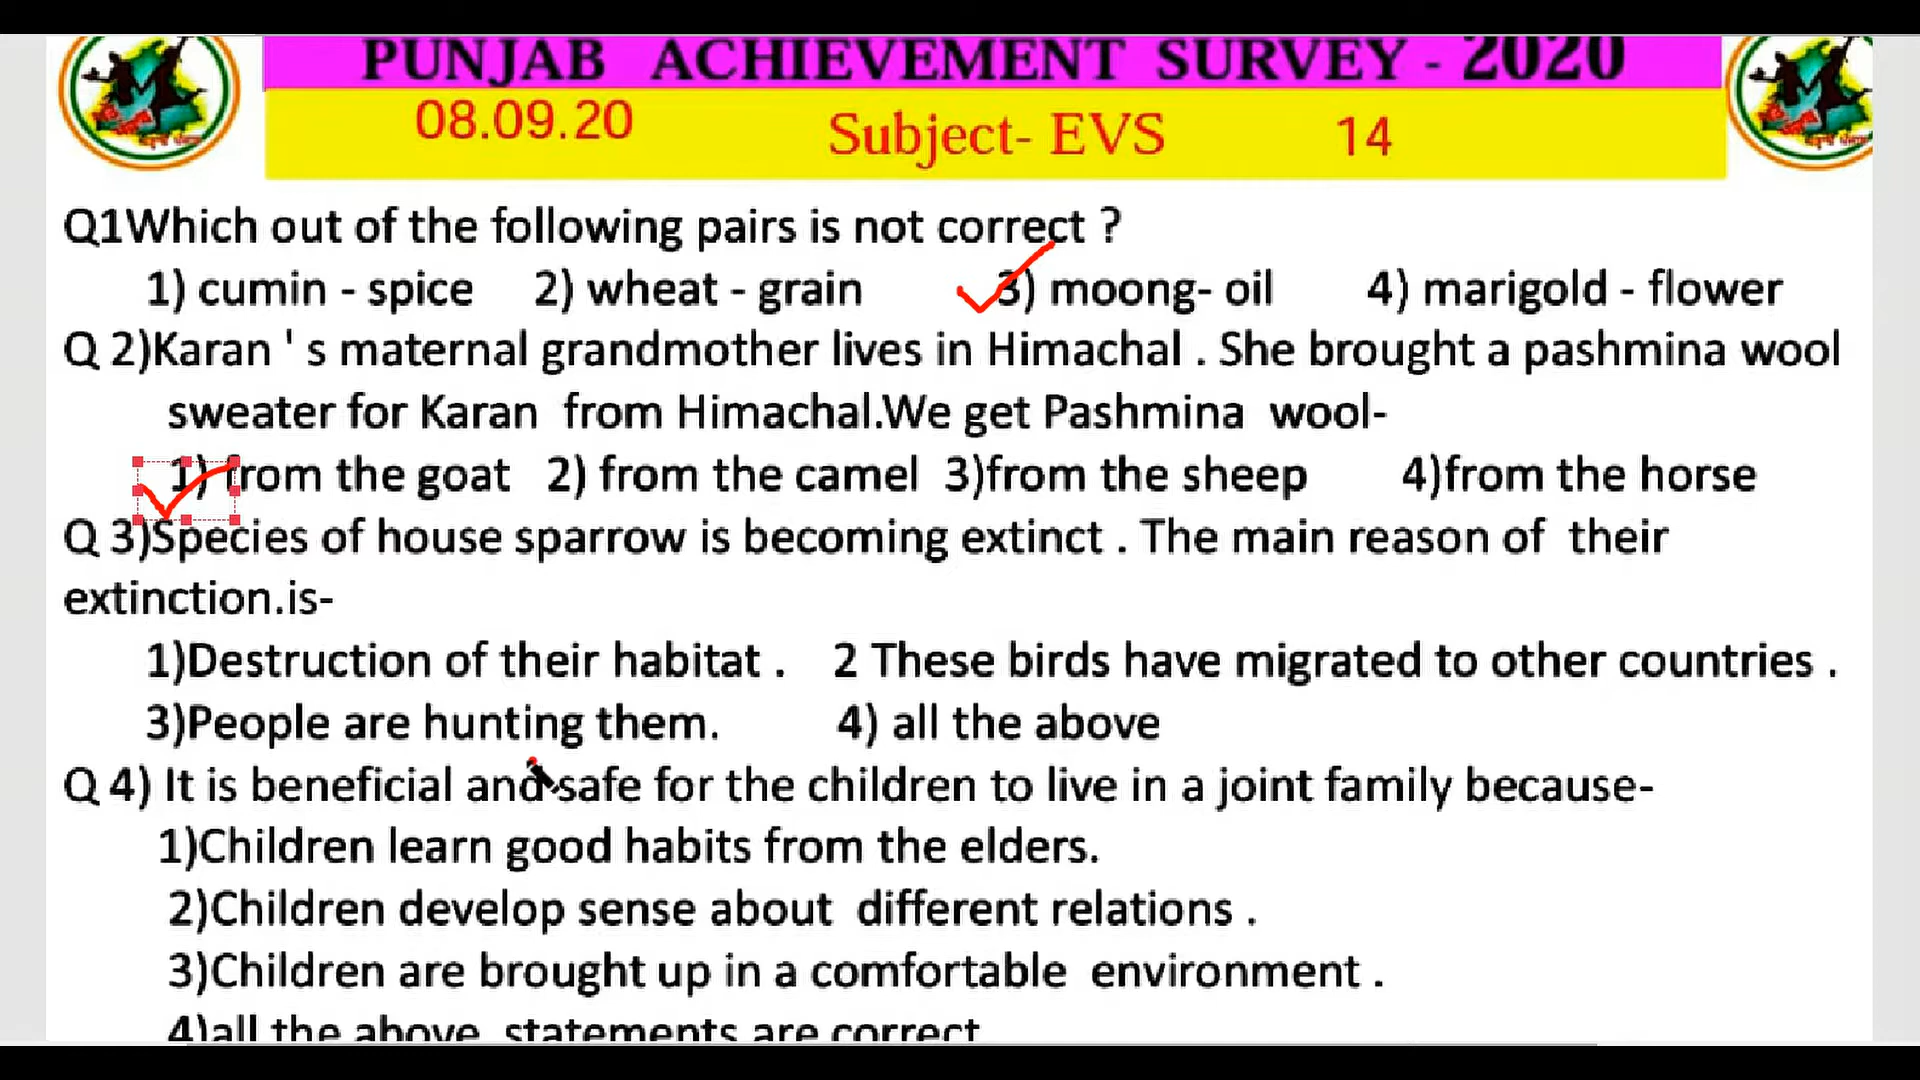 PUNJAB ACHIEVEMENT SURVEY - 2020
08.09.20 Subject- EVS 14
Q1Which out of the following pairs is not correct ?
1) cumin - spice 2) wheat - grain 3) moong- oil 4) marigold - flower
Q 2)Karan ' s maternal grandmother lives in Himachal . She brought a pashmina wool
sweater for Karan from Himachal.We get Pashmina wool-
1) from the goat 2) from the camel 3)from the sheep 4)from the horse
Q 3)Species of house sparrow is becoming extinct . The main reason of their
extinction.is-
1)Destruction of their habitat . 2 These birds have migrated to other countries .
3)People are hunting them. 4) all the above
Q 4) It is beneficial and safe for the children to live in a joint family because-
1)Children learn good habits from the elders.
2)Children develop sense about different relations .
3)Children are brought up in a comfortable environment .
4)all the above statements are correct